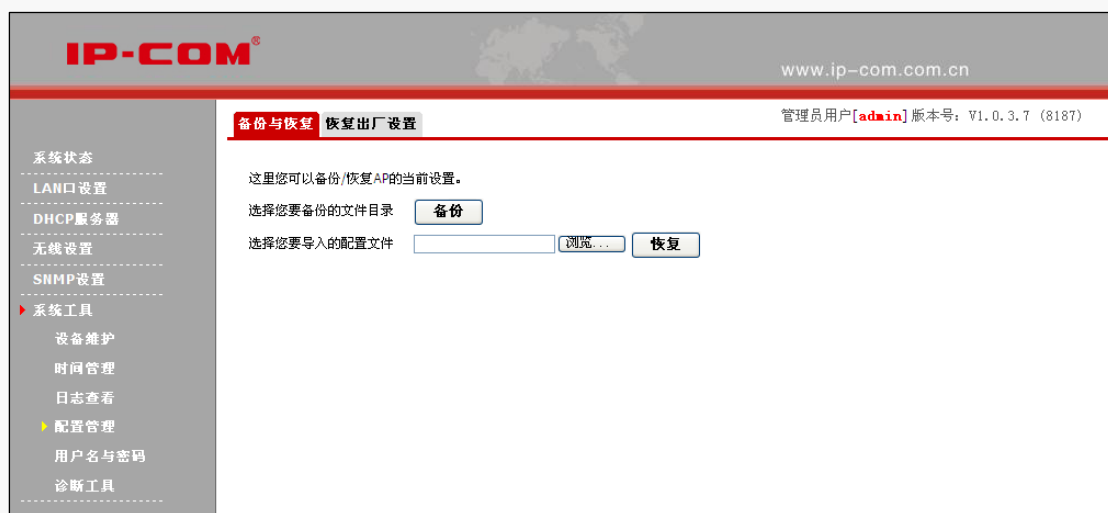 IP-COM®
www.ip-com.com.cn
备份与恢复 恢复出厂设置
管理员用户[admin]版本号：V1.0.3.7 (8187)
系统状态
LAN口设置
DHCP服务器
无线设置
SNMP设置
系统工具
设备维护
时间管理
日志查看
配置管理
用户名与密码
诊断工具
这里您可以备份/恢复AP的当前设置。
选择您要备份的文件目录 备份
选择您要导入的配置文件 浏览... 恢复